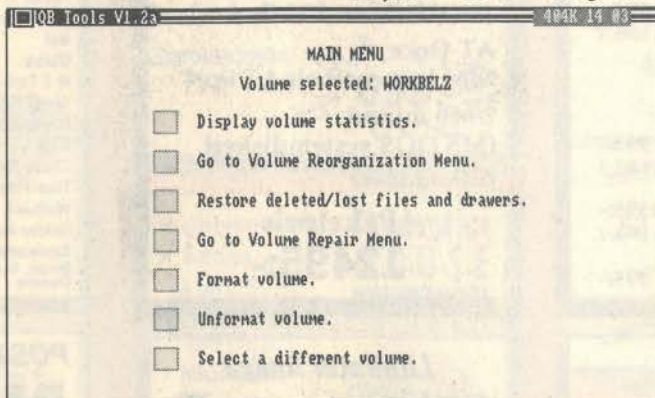 QB Tools V1.2a 404K 14 03
MAIN MENU
Volume selected: WORKBELZ
Display volume statistics.
Go to Volume Reorganization Menu.
Restore deleted/lost files and drawers.
Go to Volume Repair Menu.
Format volume.
Unformat volume.
Select a different volume.